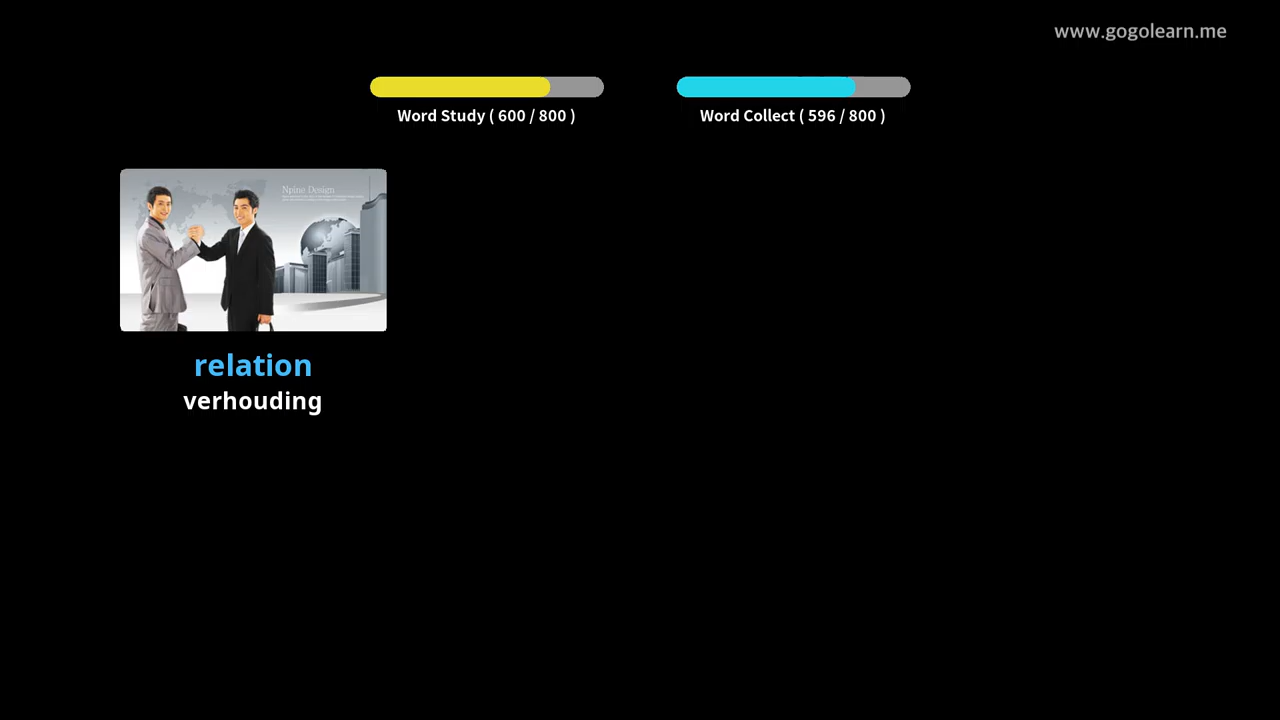 www.gogolearn.me
Word Study ( 600 / 800 )
Word Collect ( 596 / 800 )
Npine Design
relation
verhouding